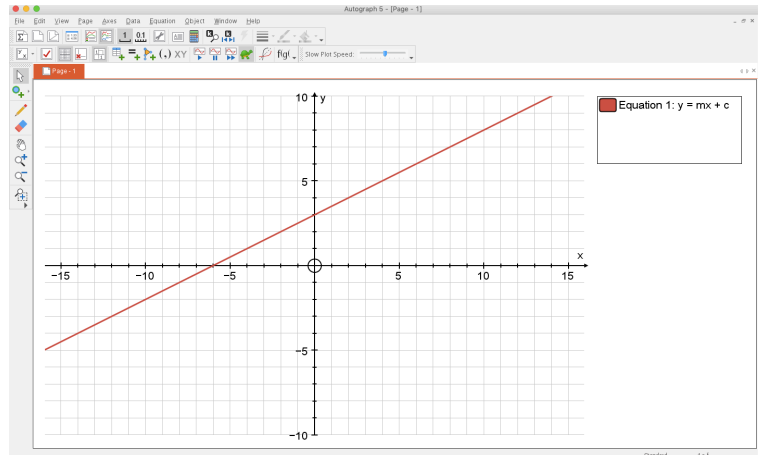 Autograph 5 - [Page - 1]
File Edit View Page Axes Data Equation Object Window Help
1 0.1
(,) XY f(g(. Slow Plot Speed:
Page - 1
10 y
Equation 1: y = mx + c
5
x
−15 −10 −5 5 10 15
−5
−10